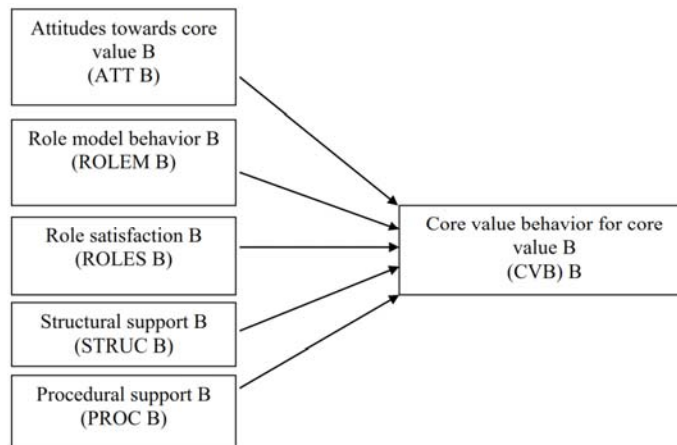 Attitudes towards core
value B
(ATT B)
Role model behavior B
(ROLEM B)
Role satisfaction B
(ROLES B)
Structural support B
(STRUC B)
Procedural support B
(PROC B)
Core value behavior for core
value B
(CVB) B